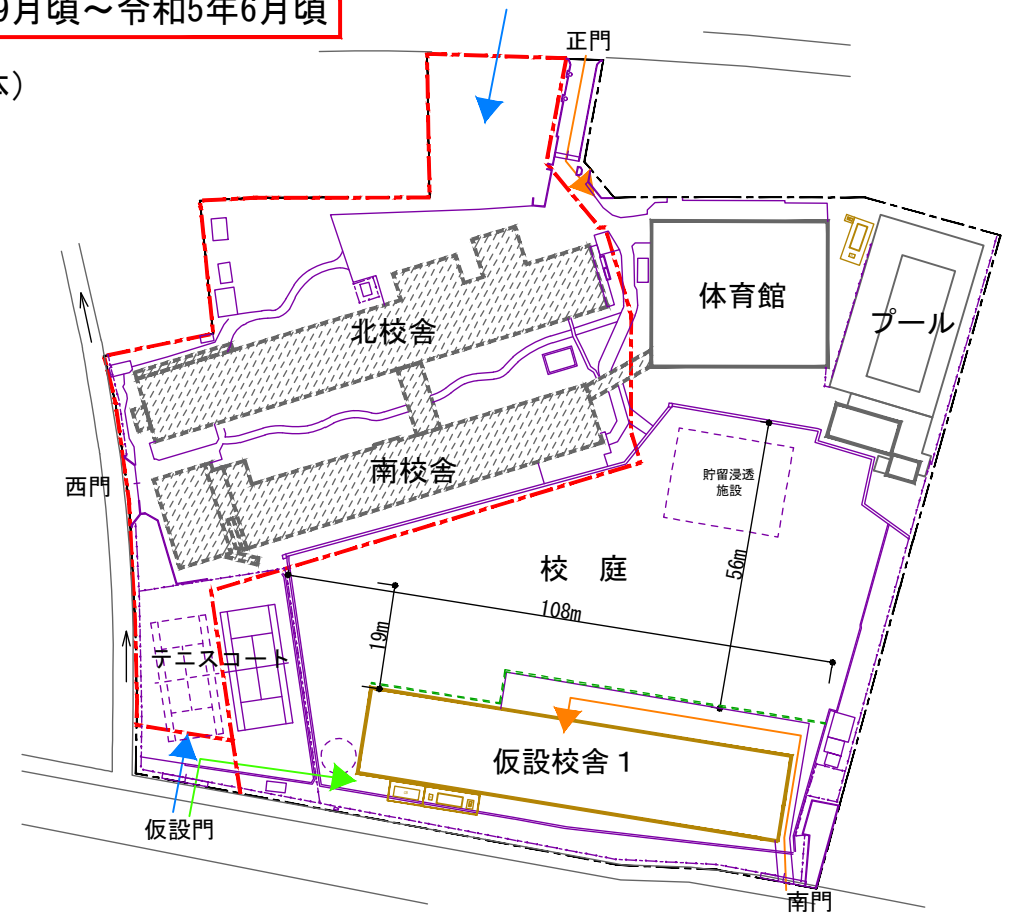 9月頃～令和5年6月頃
本）
正門
体育館
プール
北校舎
南校舎
西門
貯留浸透
施設
校　庭
56m
108m
19m
テニスコート
仮設校舎１
仮設門
南門